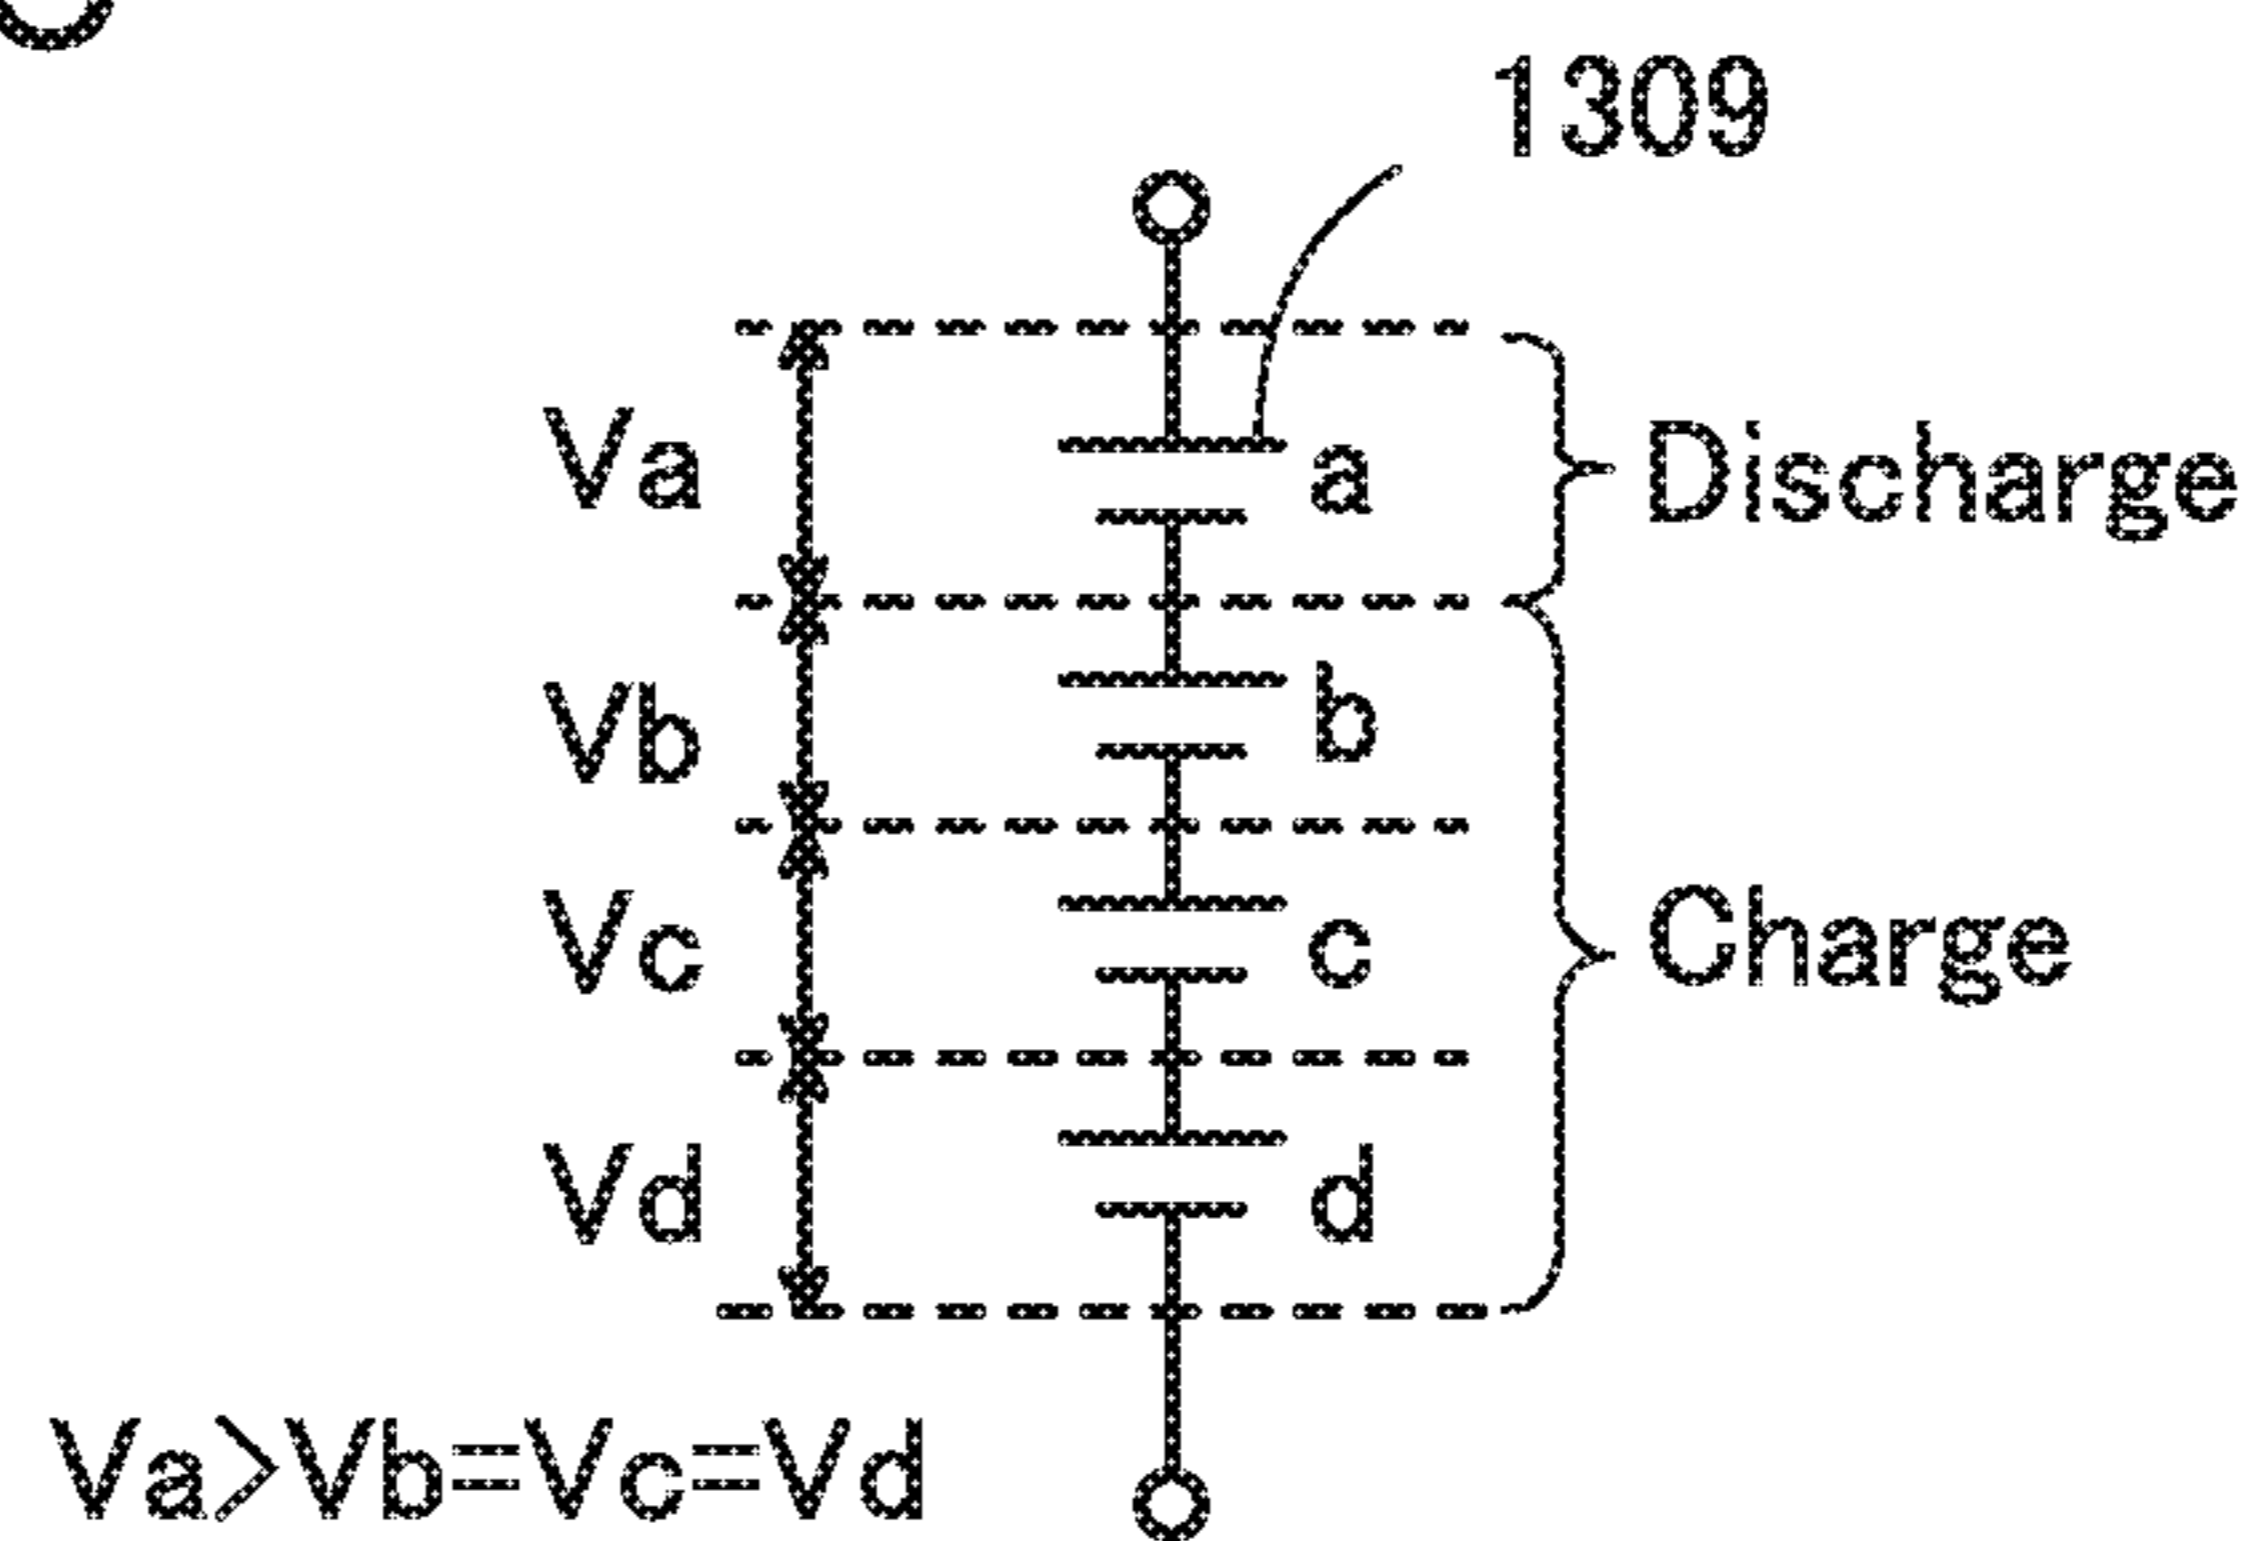 1309
Va
a
Discharge
Vb
b
Vc
c
Charge
Vd
d
Va>Vb=Vc=Vd